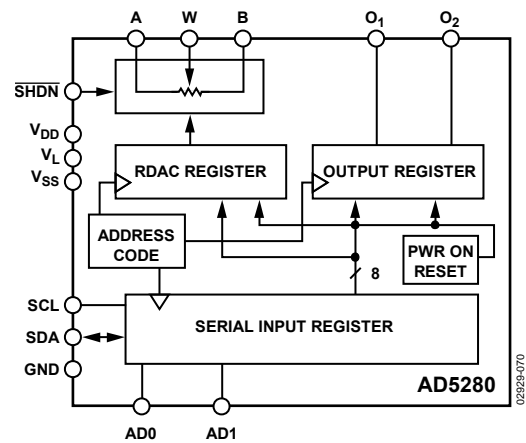 A W B O1 O2
SHDN
VDD
VL
VSS
RDAC REGISTER
OUTPUT REGISTER
ADDRESS
CODE
PWR ON
RESET
8
SCL
SDA
GND
SERIAL INPUT REGISTER
AD5280
AD0 AD1
02929-070